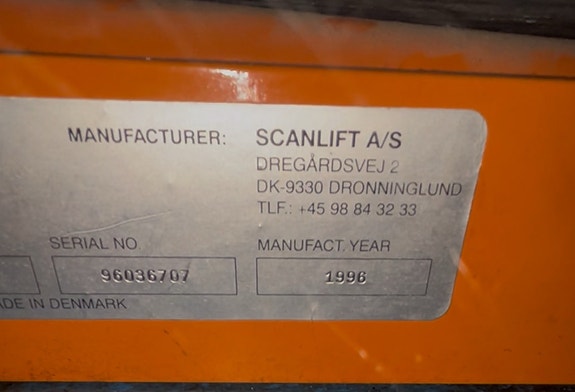 MANUFACTURER: SCANLIFT A/S
DREGÅRDSVEJ 2
DK-9330 DRONNINGLUND
TLF.: +45 98 84 32 33
SERIAL NO. MANUFACT. YEAR
96036707 1996
ADE IN DENMARK